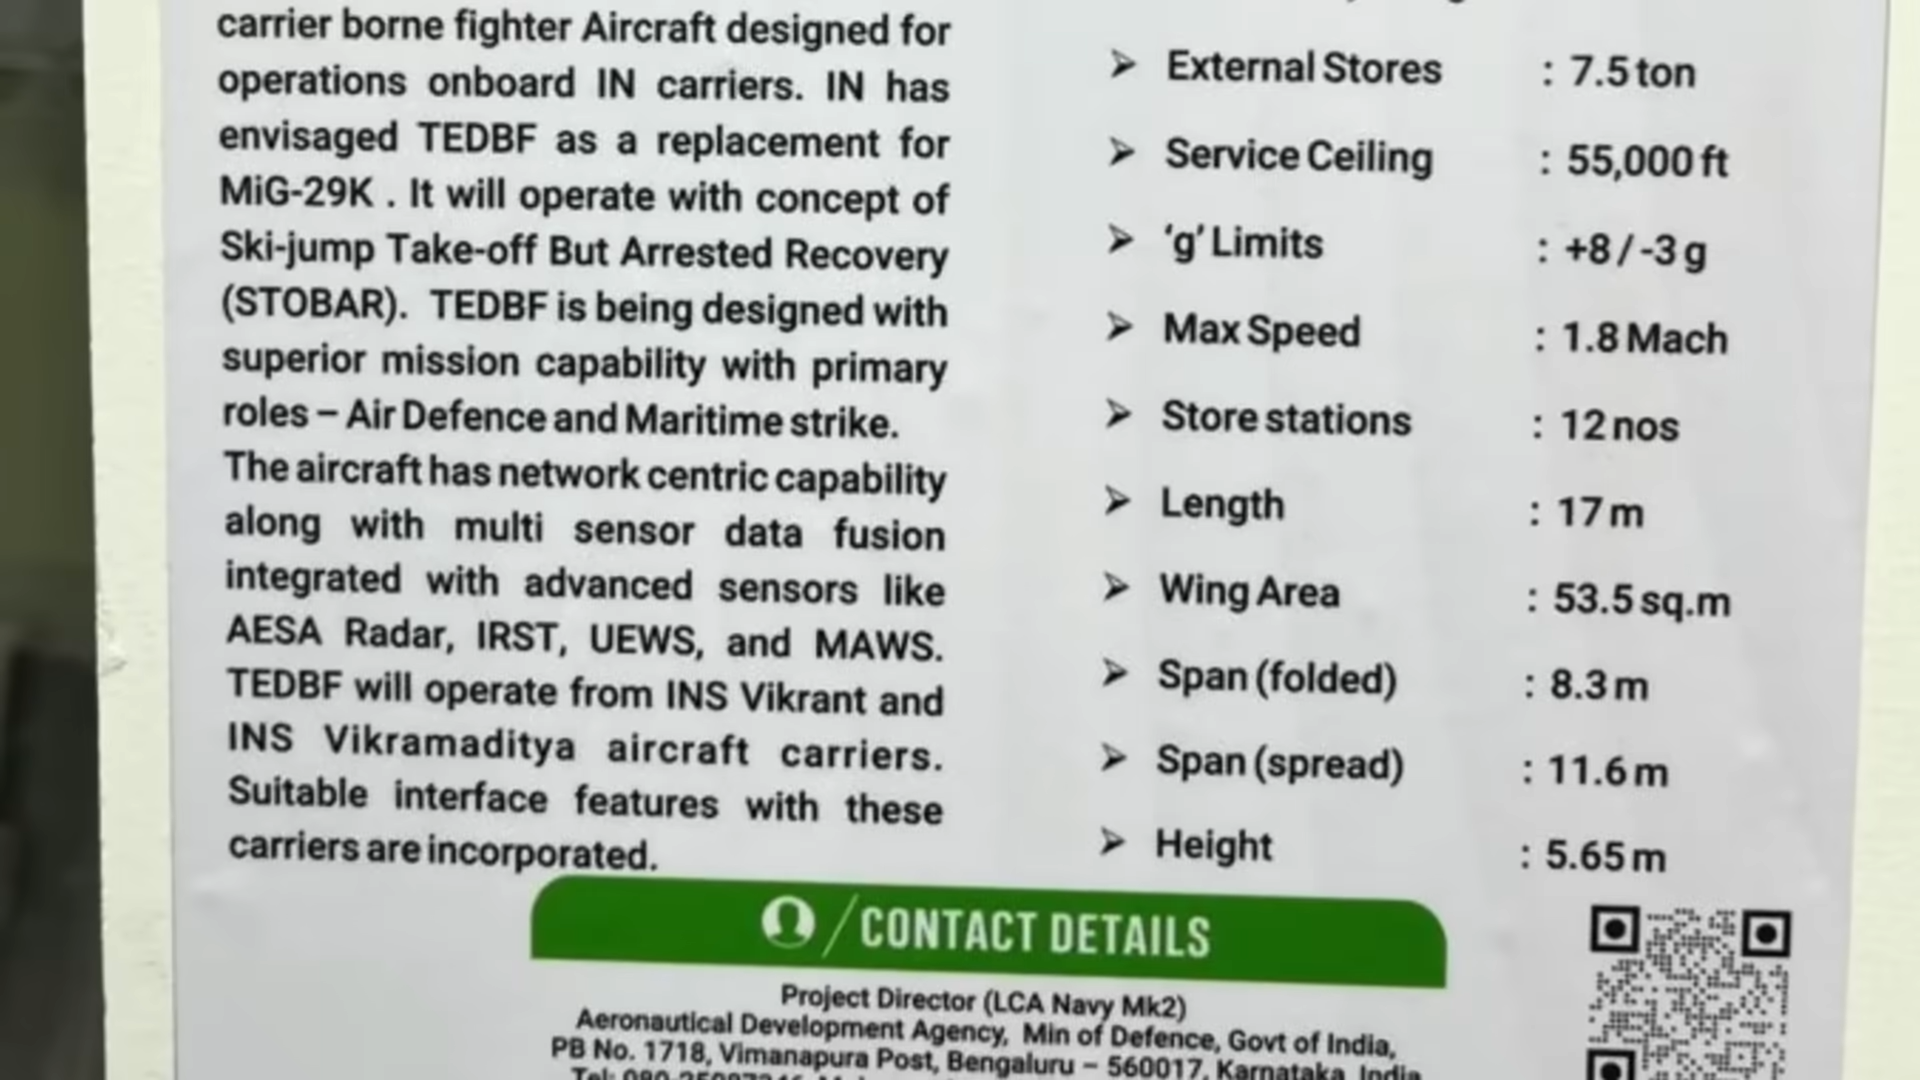 carrier borne fighter Aircraft designed for
operations onboard IN carriers. IN has
envisaged TEDBF as a replacement for
MiG-29K . It will operate with concept of
Ski-jump Take-off But Arrested Recovery
(STOBAR). TEDBF is being designed with
superior mission capability with primary
roles – Air Defence and Maritime strike.
The aircraft has network centric capability
along with multi sensor data fusion
integrated with advanced sensors like
AESA Radar, IRST, UEWS, and MAWS.
TEDBF will operate from INS Vikrant and
INS Vikramaditya aircraft carriers.
Suitable interface features with these
carriers are incorporated.
➢ External Stores : 7.5 ton
➢ Service Ceiling : 55,000 ft
➢ ‘g’ Limits : +8 / -3 g
➢ Max Speed : 1.8 Mach
➢ Store stations : 12 nos
➢ Length : 17 m
➢ Wing Area : 53.5 sq.m
➢ Span (folded) : 8.3 m
➢ Span (spread) : 11.6 m
➢ Height : 5.65 m
/ CONTACT DETAILS
Project Director (LCA Navy Mk2)
Aeronautical Development Agency, Min of Defence, Govt of India,
PB No. 1718, Vimanapura Post, Bengaluru – 560017, Karnataka, India